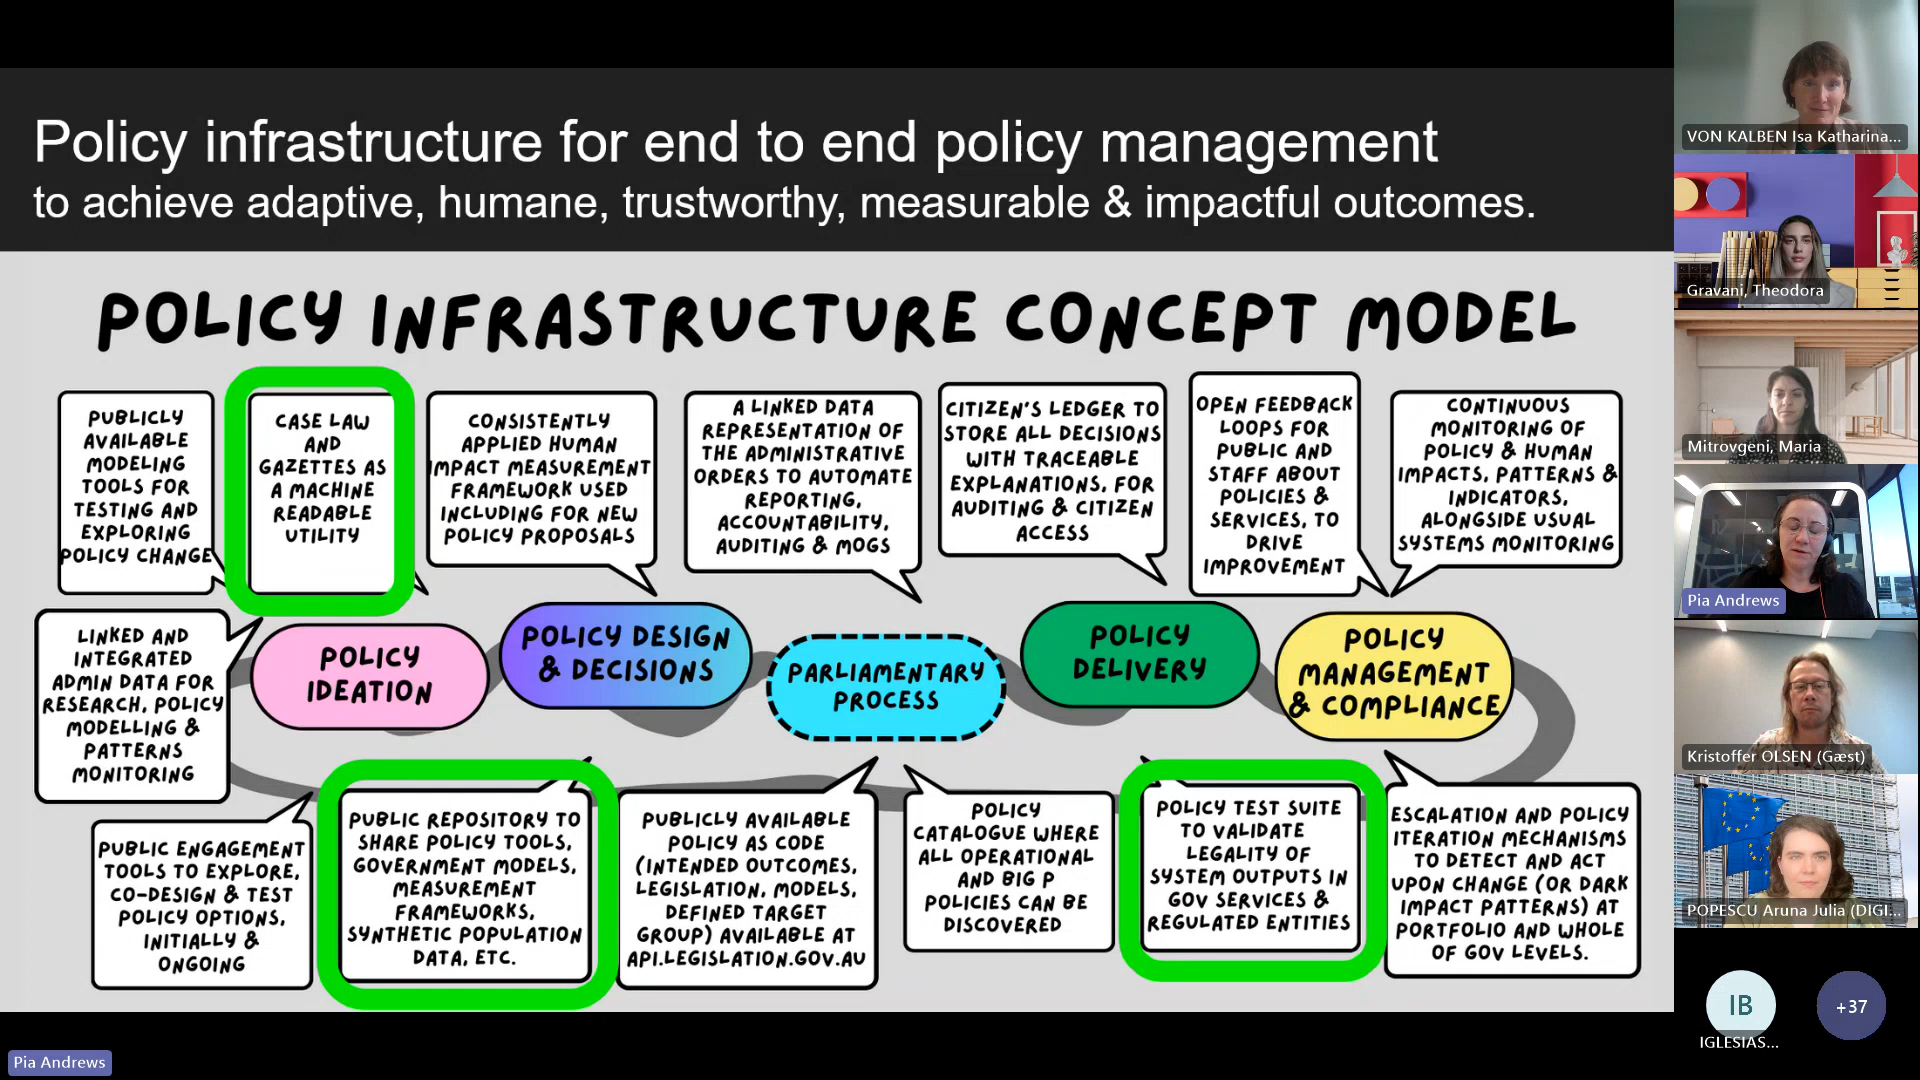 Policy infrastructure for end to end policy management
to achieve adaptive, humane, trustworthy, measurable & impactful outcomes.
POLICY INFRASTRUCTURE CONCEPT MODEL
PUBLICLY
AVAILABLE
MODELING
TOOLS FOR
TESTING AND
EXPLORING
POLICY CHANGE
CASE LAW
AND
GAZETTES AS
A MACHINE
READABLE
UTILITY
CONSISTENTLY
APPLIED HUMAN
IMPACT MEASUREMENT
FRAMEWORK USED
INCLUDING FOR NEW
POLICY PROPOSALS
A LINKED DATA
REPRESENTATION OF
THE ADMINISTRATIVE
ORDERS TO AUTOMATE
REPORTING,
ACCOUNTABILITY,
AUDITING & MOGS
CITIZEN'S LEDGER TO
STORE ALL DECISIONS
WITH TRACEABLE
EXPLANATIONS, FOR
AUDITING & CITIZEN
ACCESS
OPEN FEEDBACK
LOOPS FOR
PUBLIC AND
STAFF ABOUT
POLICIES &
SERVICES, TO
DRIVE
IMPROVEMENT
CONTINUOUS
MONITORING OF
POLICY & HUMAN
IMPACTS, PATTERNS &
INDICATORS,
ALONGSIDE USUAL
SYSTEMS MONITORING
LINKED AND
INTEGRATED
ADMIN DATA FOR
RESEARCH, POLICY
MODELLING &
PATTERNS
MONITORING
POLICY
IDEATION
POLICY DESIGN
& DECISIONS
PARLIAMENTARY
PROCESS
POLICY
DELIVERY
POLICY
MANAGEMENT
& COMPLIANCE
PUBLIC ENGAGEMENT
TOOLS TO EXPLORE,
CO-DESIGN & TEST
POLICY OPTIONS,
INITIALLY &
ONGOING
PUBLIC REPOSITORY TO
SHARE POLICY TOOLS,
GOVERNMENT MODELS,
MEASUREMENT
FRAMEWORKS,
SYNTHETIC POPULATION
DATA, ETC.
PUBLICLY AVAILABLE
POLICY AS CODE
(INTENDED OUTCOMES,
LEGISLATION, MODELS,
DEFINED TARGET
GROUP) AVAILABLE AT
API.LEGISLATION.GOV.AU
POLICY
CATALOGUE WHERE
ALL OPERATIONAL
AND BIG P
POLICIES CAN BE
DISCOVERED
POLICY TEST SUITE
TO VALIDATE
LEGALITY OF
SYSTEM OUTPUTS IN
GOV SERVICES &
REGULATED ENTITIES
ESCALATION AND POLICY
ITERATION MECHANISMS
TO DETECT AND ACT
UPON CHANGE (OR DARK
IMPACT PATTERNS) AT
PORTFOLIO AND WHOLE
OF GOV LEVELS.
VON KALBEN Isa Katharina...
Gravani, Theodora
Mitrovgeni, Maria
Pia Andrews
Kristoffer OLSEN (Gæst)
POPESCU Aruna Julia (DIGI...
IB
+37
IGLESIAS...
Pia Andrews